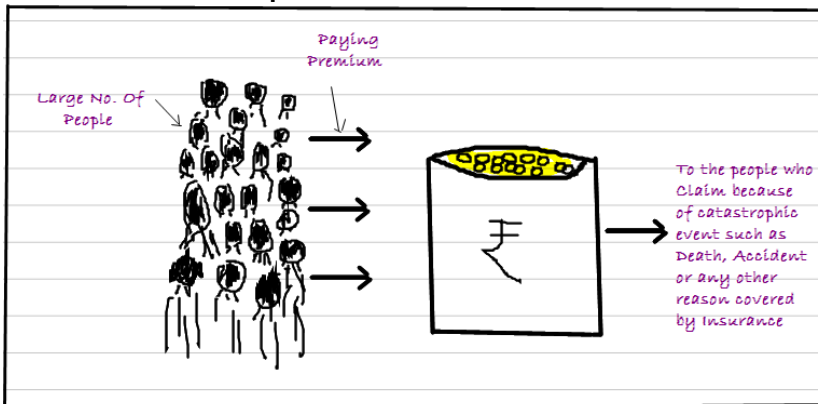 Paying
Premium
Large No. Of
People
₹
To the people who
Claim because
of catastrophic
event such as
Death, Accident
or any other
reason covered
by Insurance